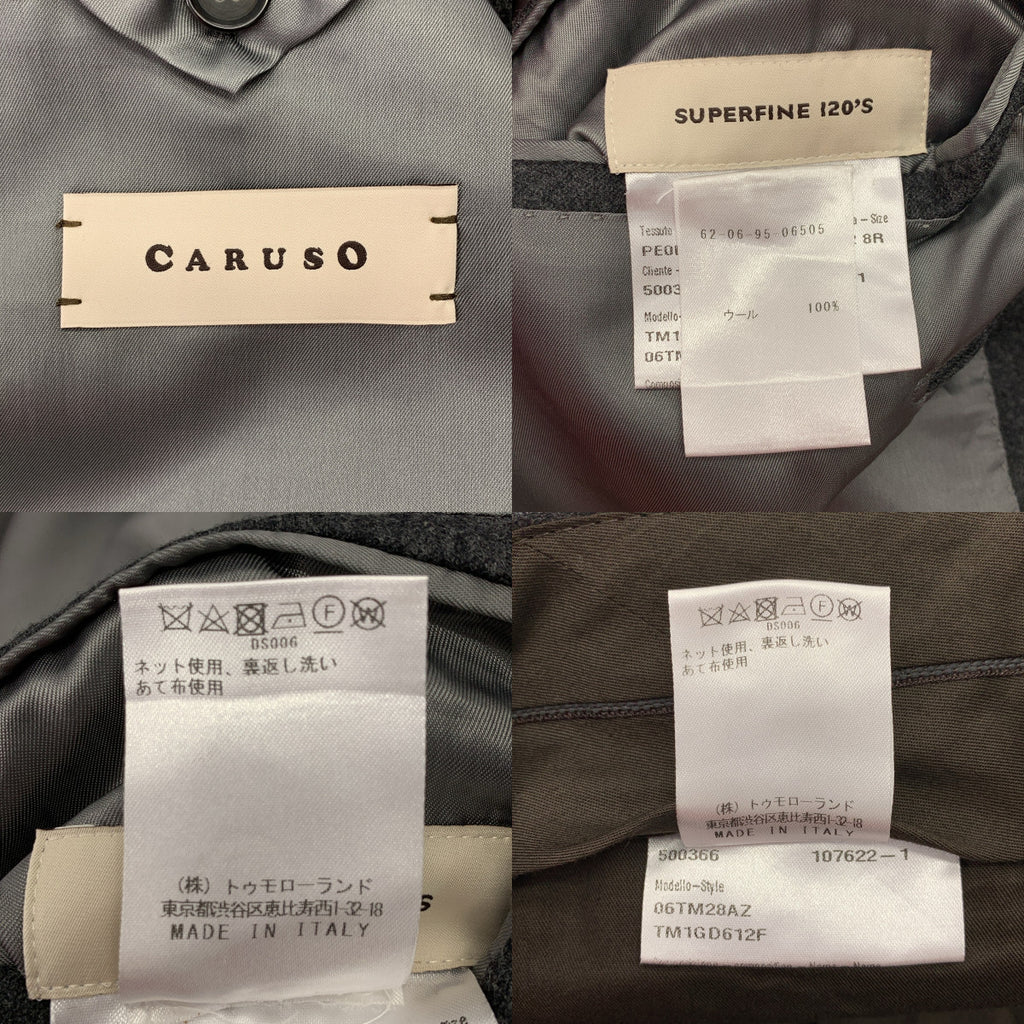 CARUSO
SUPERFINE 120'S
Tessuto
PE0
Cliente -
5003
Modello-
TM1
06TM
62-06-95-06505
ウール 100%
a - Size
8R
1
DS006
ネット使用、裏返し洗い
あて布使用
(株) トゥモローランド
東京都渋谷区恵比寿西1-32-18
MADE IN ITALY
S
DS006
ネット使用、裏返し洗い
あて布使用
(株) トゥモローランド
東京都渋谷区恵比寿西1-32-18
MADE IN ITALY
500366 107622-1
Modello-Style
06TM28AZ
TM1GD612F